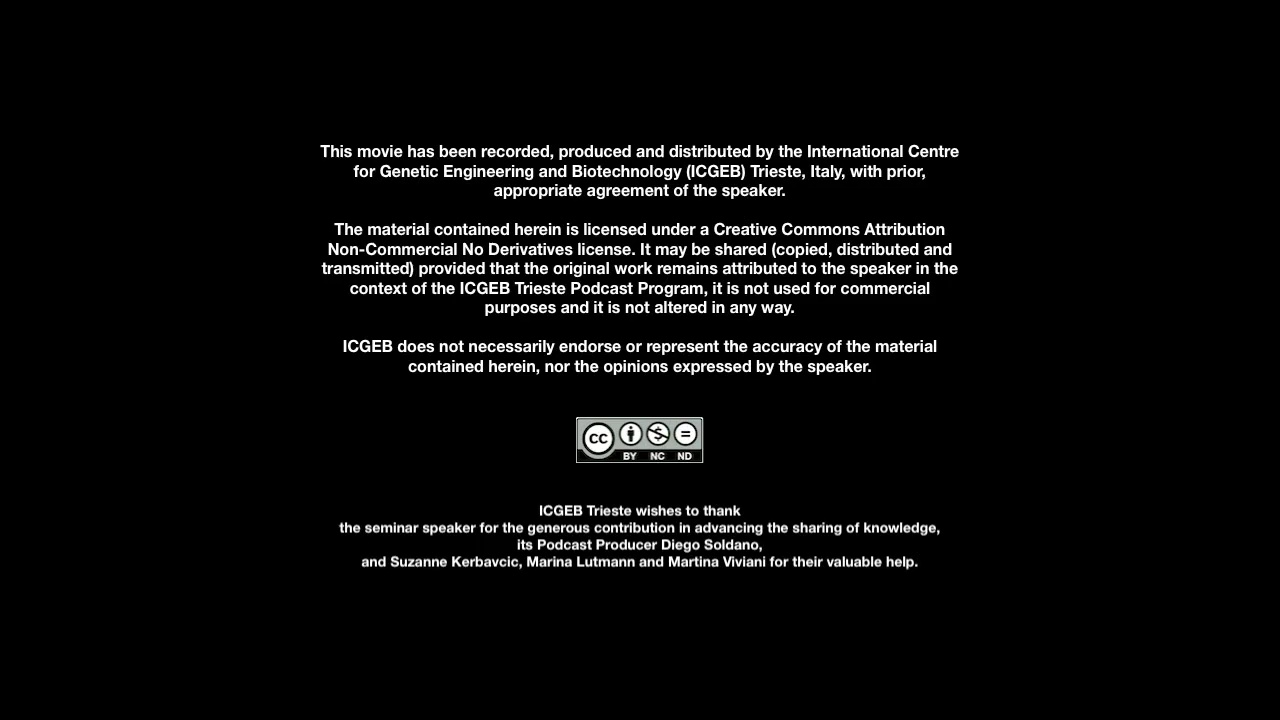 This movie has been recorded, produced and distributed by the International Centre
for Genetic Engineering and Biotechnology (ICGEB) Trieste, Italy, with prior,
appropriate agreement of the speaker.
The material contained herein is licensed under a Creative Commons Attribution
Non-Commercial No Derivatives license. It may be shared (copied, distributed and
transmitted) provided that the original work remains attributed to the speaker in the
context of the ICGEB Trieste Podcast Program, it is not used for commercial
purposes and it is not altered in any way.
ICGEB does not necessarily endorse or represent the accuracy of the material
contained herein, nor the opinions expressed by the speaker.
CC
BY NC ND
ICGEB Trieste wishes to thank
the seminar speaker for the generous contribution in advancing the sharing of knowledge,
its Podcast Producer Diego Soldano,
and Suzanne Kerbavcic, Marina Lutmann and Martina Viviani for their valuable help.